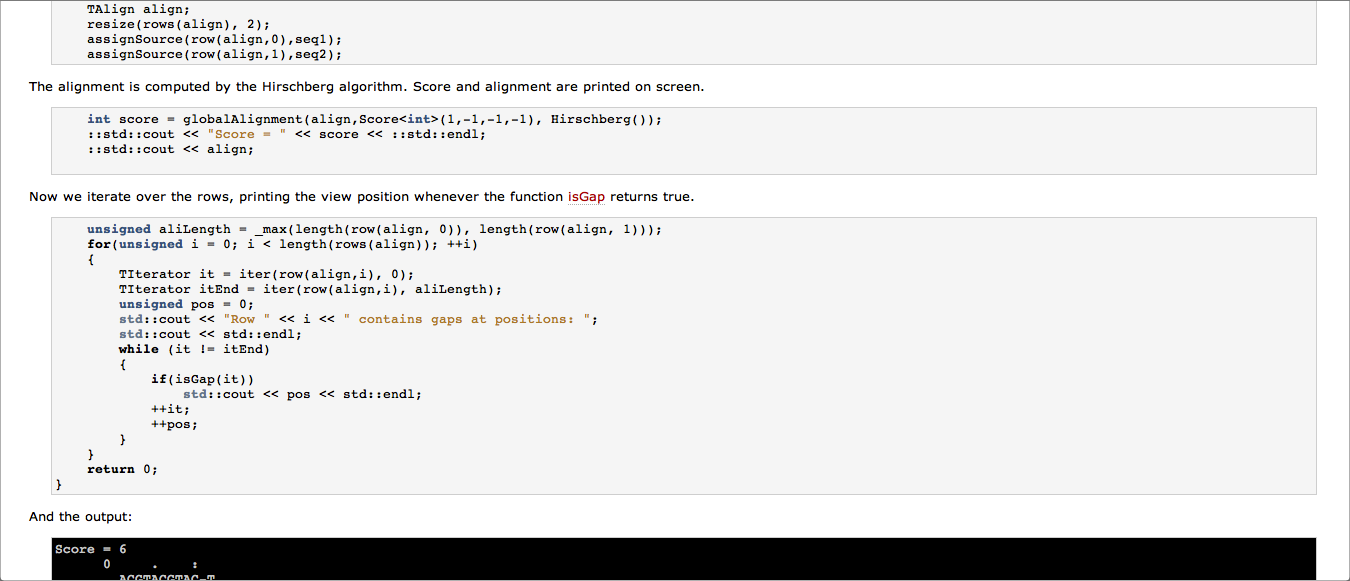 TAlign align;
resize(rows(align), 2);
assignSource(row(align,0),seq1);
assignSource(row(align,1),seq2);
The alignment is computed by the Hirschberg algorithm. Score and alignment are printed on screen.
int score = globalAlignment(align,Score<int>(1,-1,-1,-1), Hirschberg());
::std::cout << "Score = " << score << ::std::endl;
::std::cout << align;
Now we iterate over the rows, printing the view position whenever the function isGap returns true.
unsigned aliLength = _max(length(row(align, 0)), length(row(align, 1)));
for(unsigned i = 0; i < length(rows(align)); ++i)
{
TIterator it = iter(row(align,i), 0);
TIterator itEnd = iter(row(align,i), aliLength);
unsigned pos = 0;
std::cout << "Row " << i << " contains gaps at positions: ";
std::cout << std::endl;
while (it != itEnd)
{
if(isGap(it))
std::cout << pos << std::endl;
++it;
++pos;
}
}
return 0;
}
And the output:
Score = 6
0 . :
ACGTACGTAC-T